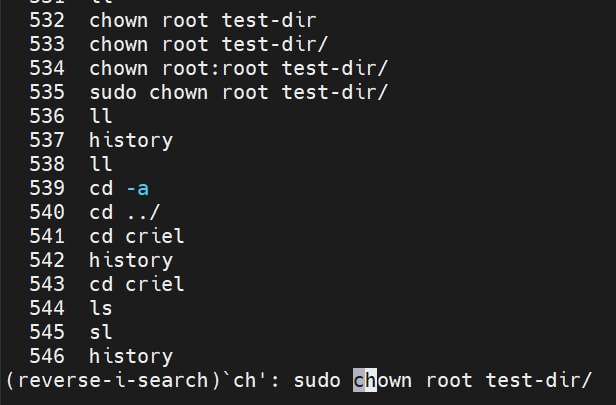 532 chown root test-dir
533 chown root test-dir/
534 chown root:root test-dir/
535 sudo chown root test-dir/
536 ll
537 history
538 ll
539 cd -a
540 cd ../
541 cd criel
542 history
543 cd criel
544 ls
545 sl
546 history
(reverse-i-search)`ch': sudo chown root test-dir/